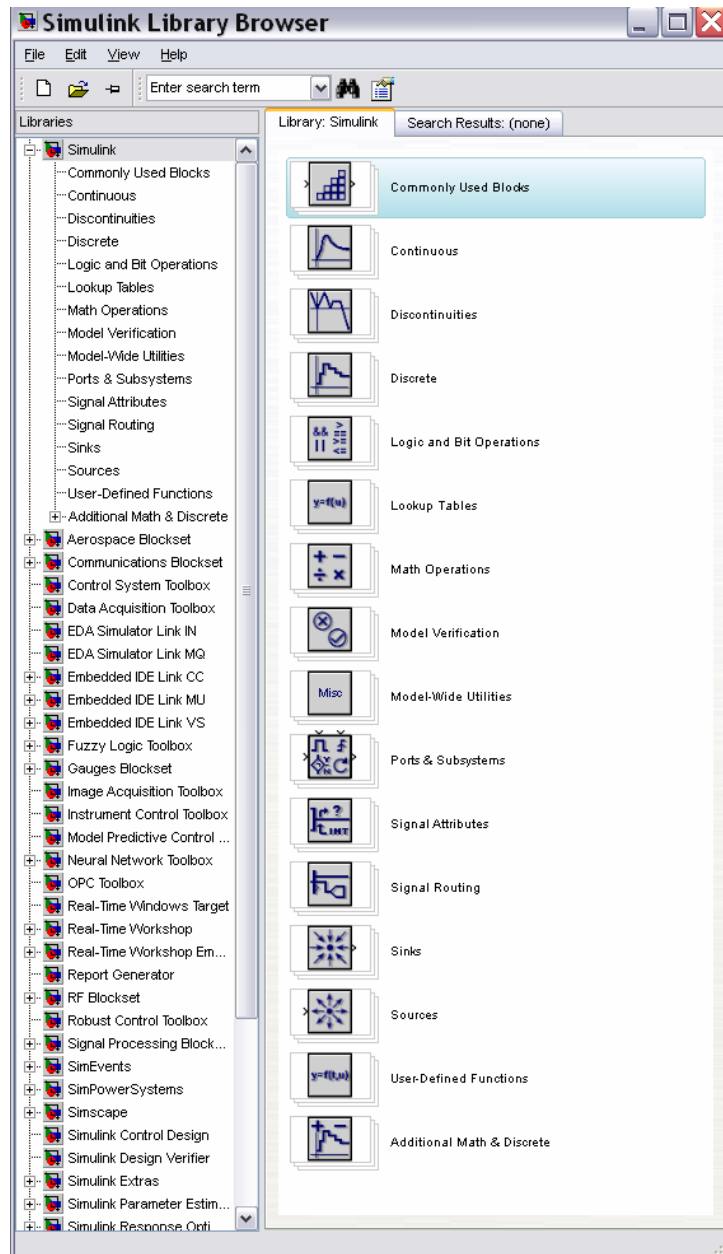 Simulink Library Browser
File Edit View Help
Enter search term
Libraries
Simulink
Commonly Used Blocks
Continuous
Discontinuities
Discrete
Logic and Bit Operations
Lookup Tables
Math Operations
Model Verification
Model-Wide Utilities
Ports & Subsystems
Signal Attributes
Signal Routing
Sinks
Sources
User-Defined Functions
Additional Math & Discrete
Aerospace Blockset
Communications Blockset
Control System Toolbox
Data Acquisition Toolbox
EDA Simulator Link IN
EDA Simulator Link MQ
Embedded IDE Link CC
Embedded IDE Link MU
Embedded IDE Link VS
Fuzzy Logic Toolbox
Gauges Blockset
Image Acquisition Toolbox
Instrument Control Toolbox
Model Predictive Control ...
Neural Network Toolbox
OPC Toolbox
Real-Time Windows Target
Real-Time Workshop
Real-Time Workshop Em...
Report Generator
RF Blockset
Robust Control Toolbox
Signal Processing Block...
SimEvents
SimPowerSystems
Simscape
Simulink Control Design
Simulink Design Verifier
Simulink Extras
Simulink Parameter Estim...
Simulink Response Opti
Library: Simulink
Search Results: (none)
Commonly Used Blocks
Continuous
Discontinuities
Discrete
&& > ==
|| >= <=
Logic and Bit Operations
y=f(u)
Lookup Tables
+ −
÷ ×
Math Operations
Model Verification
Misc
Model-Wide Utilities
Y
N
Ports & Subsystems
?
INT
Signal Attributes
Signal Routing
Sinks
Sources
y=f(t,u)
User-Defined Functions
+ −
Additional Math & Discrete